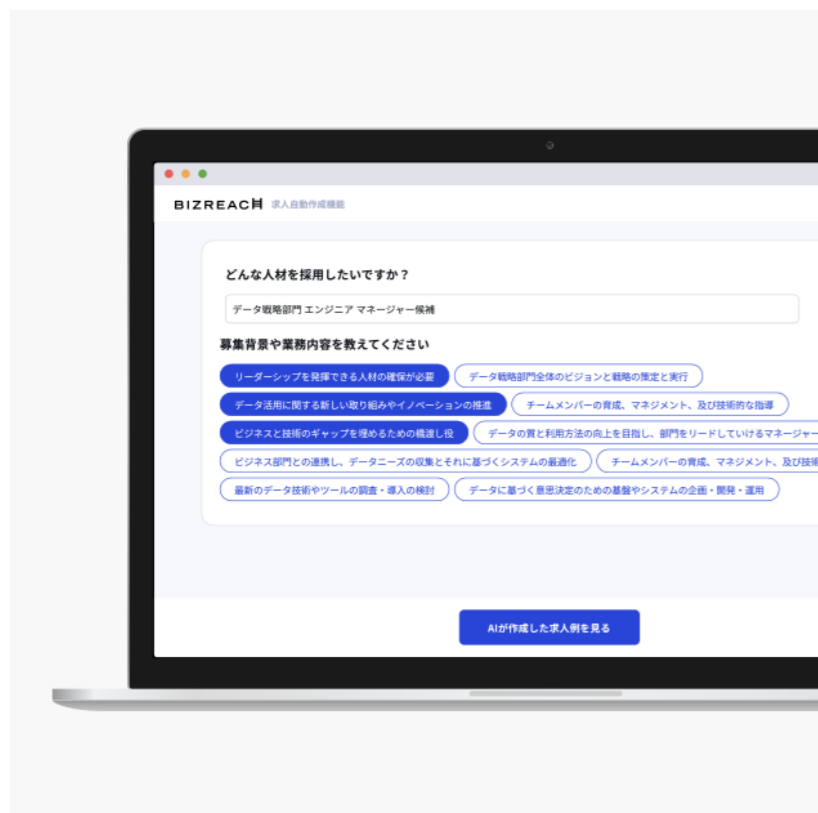 BIZREACH 求人自動作成機能
どんな人材を採用したいですか？
データ戦略部門 エンジニア マネージャー候補
募集背景や業務内容を教えてください
リーダーシップを発揮できる人材の確保が必要 データ戦略部門全体のビジョンと戦略の策定と実行
データ活用に関する新しい取り組みやイノベーションの推進 チームメンバーの育成、マネジメント、及び技術的な指導
ビジネスと技術のギャップを埋めるための橋渡し役 データの質と利用方法の向上を目指し、部門をリードしていけるマネージャー
ビジネス部門との連携し、データニーズの収集とそれに基づくシステムの最適化 チームメンバーの育成、マネジメント、及び技術
最新のデータ技術やツールの調査・導入の検討 データに基づく意思決定のための基盤やシステムの企画・開発・運用
AIが作成した求人例を見る